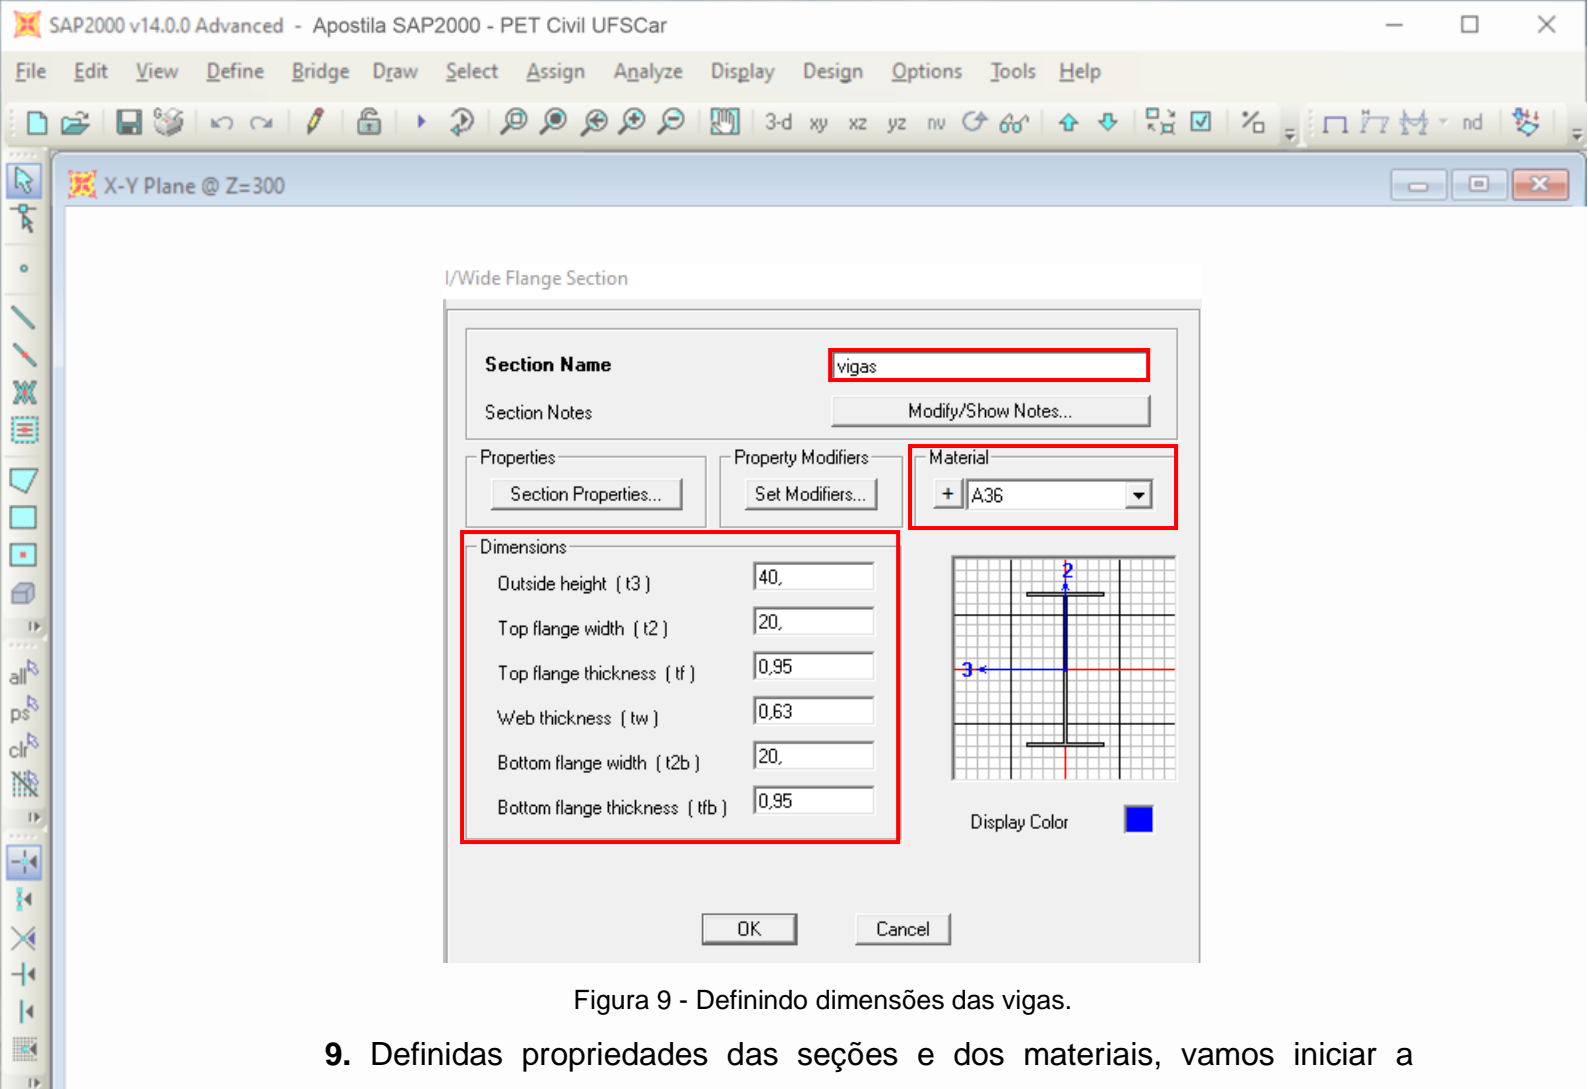 SAP2000 v14.0.0 Advanced - Apostila SAP2000 - PET Civil UFSCar
File Edit View Define Bridge Draw Select Assign Analyze Display Design Options Tools Help
3-d xy xz yz nv nd
X-Y Plane @ Z=300
I/Wide Flange Section
Section Name vigas
Section Notes Modify/Show Notes...
Properties Property Modifiers Material
Section Properties... Set Modifiers... + A36
Dimensions
Outside height ( t3 ) 40,
Top flange width ( t2 ) 20,
Top flange thickness ( tf ) 0,95
Web thickness ( tw ) 0,63
Bottom flange width ( t2b ) 20,
Bottom flange thickness ( tfb ) 0,95
2
3
Display Color
OK Cancel
all
ps
clr
Figura 9 - Definindo dimensões das vigas.
9. Definidas propriedades das seções e dos materiais, vamos iniciar a